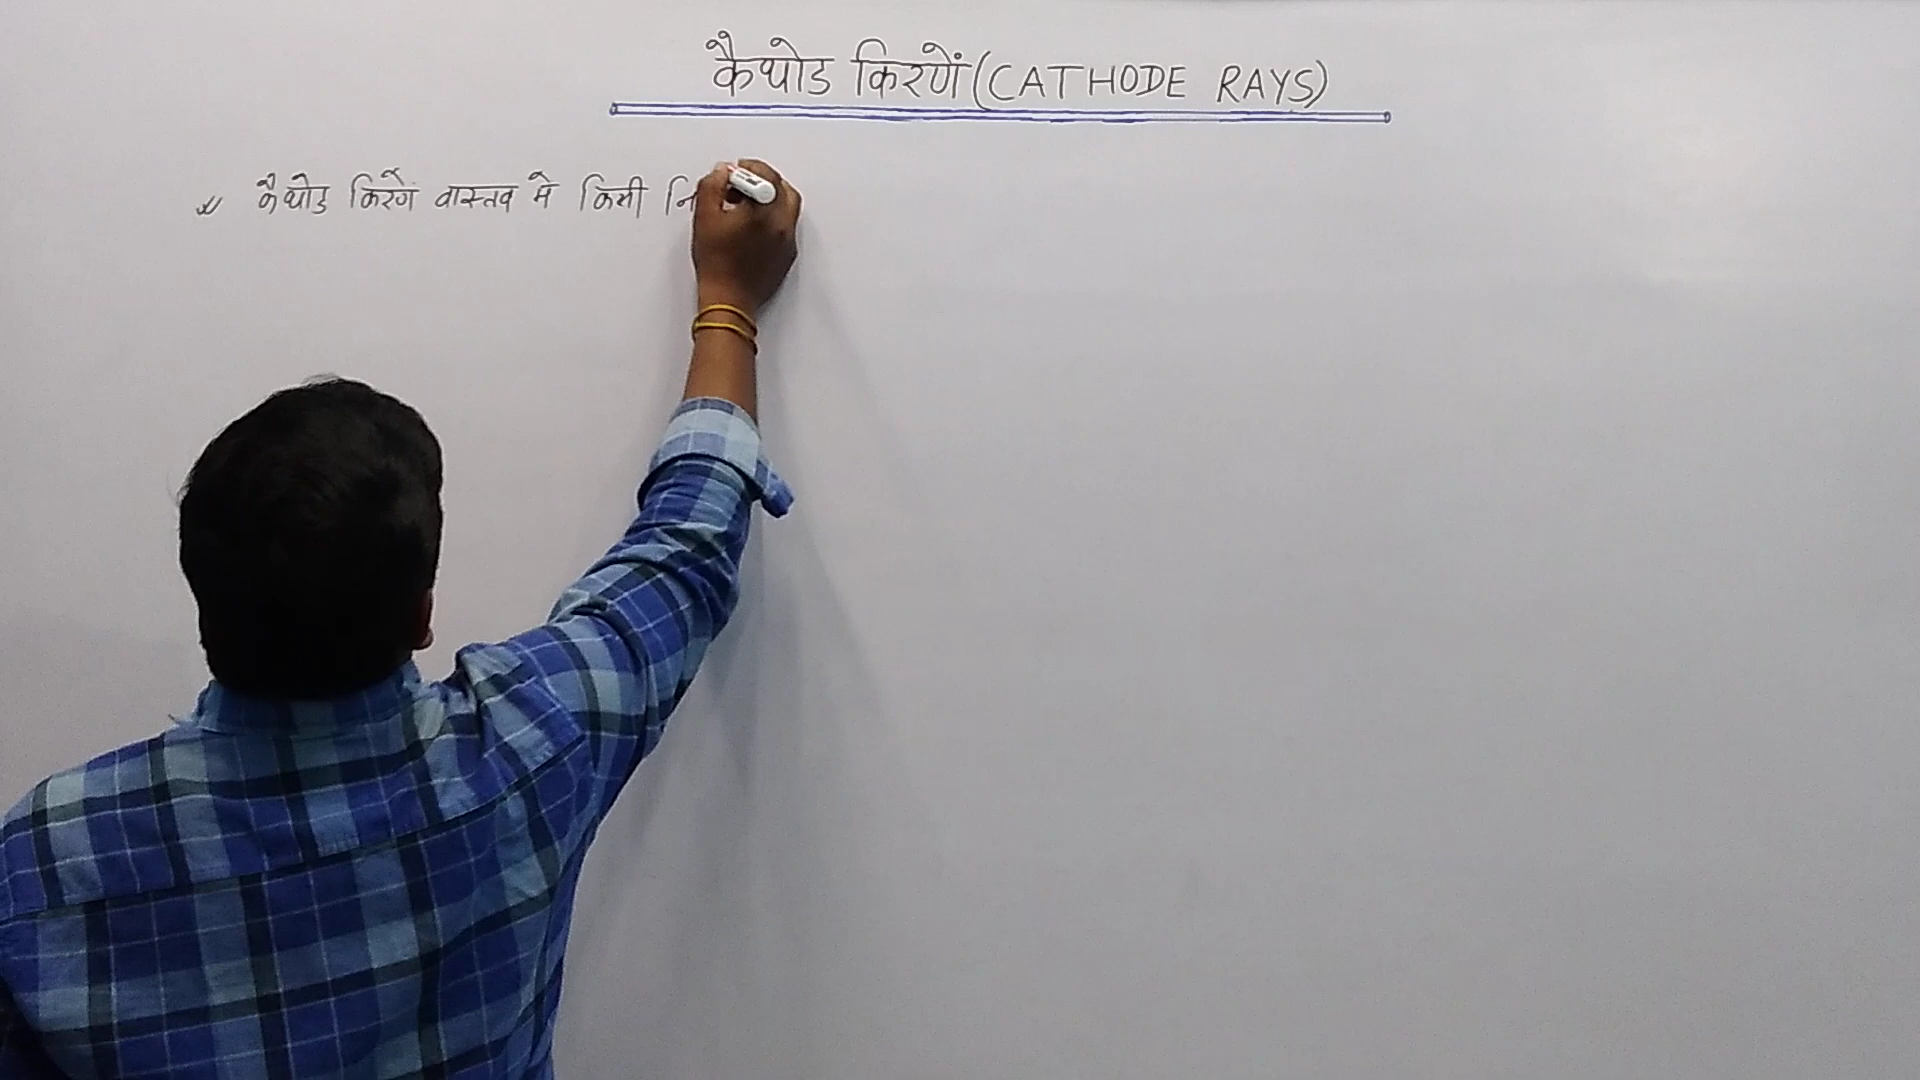 कैथोड किरणें (CATHODE RAYS)
कैथोड किरणें वास्तव मे किसी